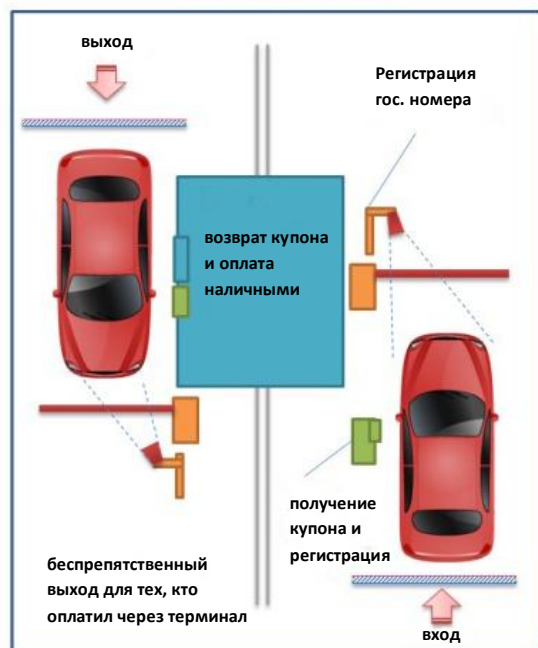 выход
Регистрация
гос. номера
возврат купона
и оплата
наличными
получение
купона и
регистрация
беспрепятственный
выход для тех, кто
оплатил через терминал
вход